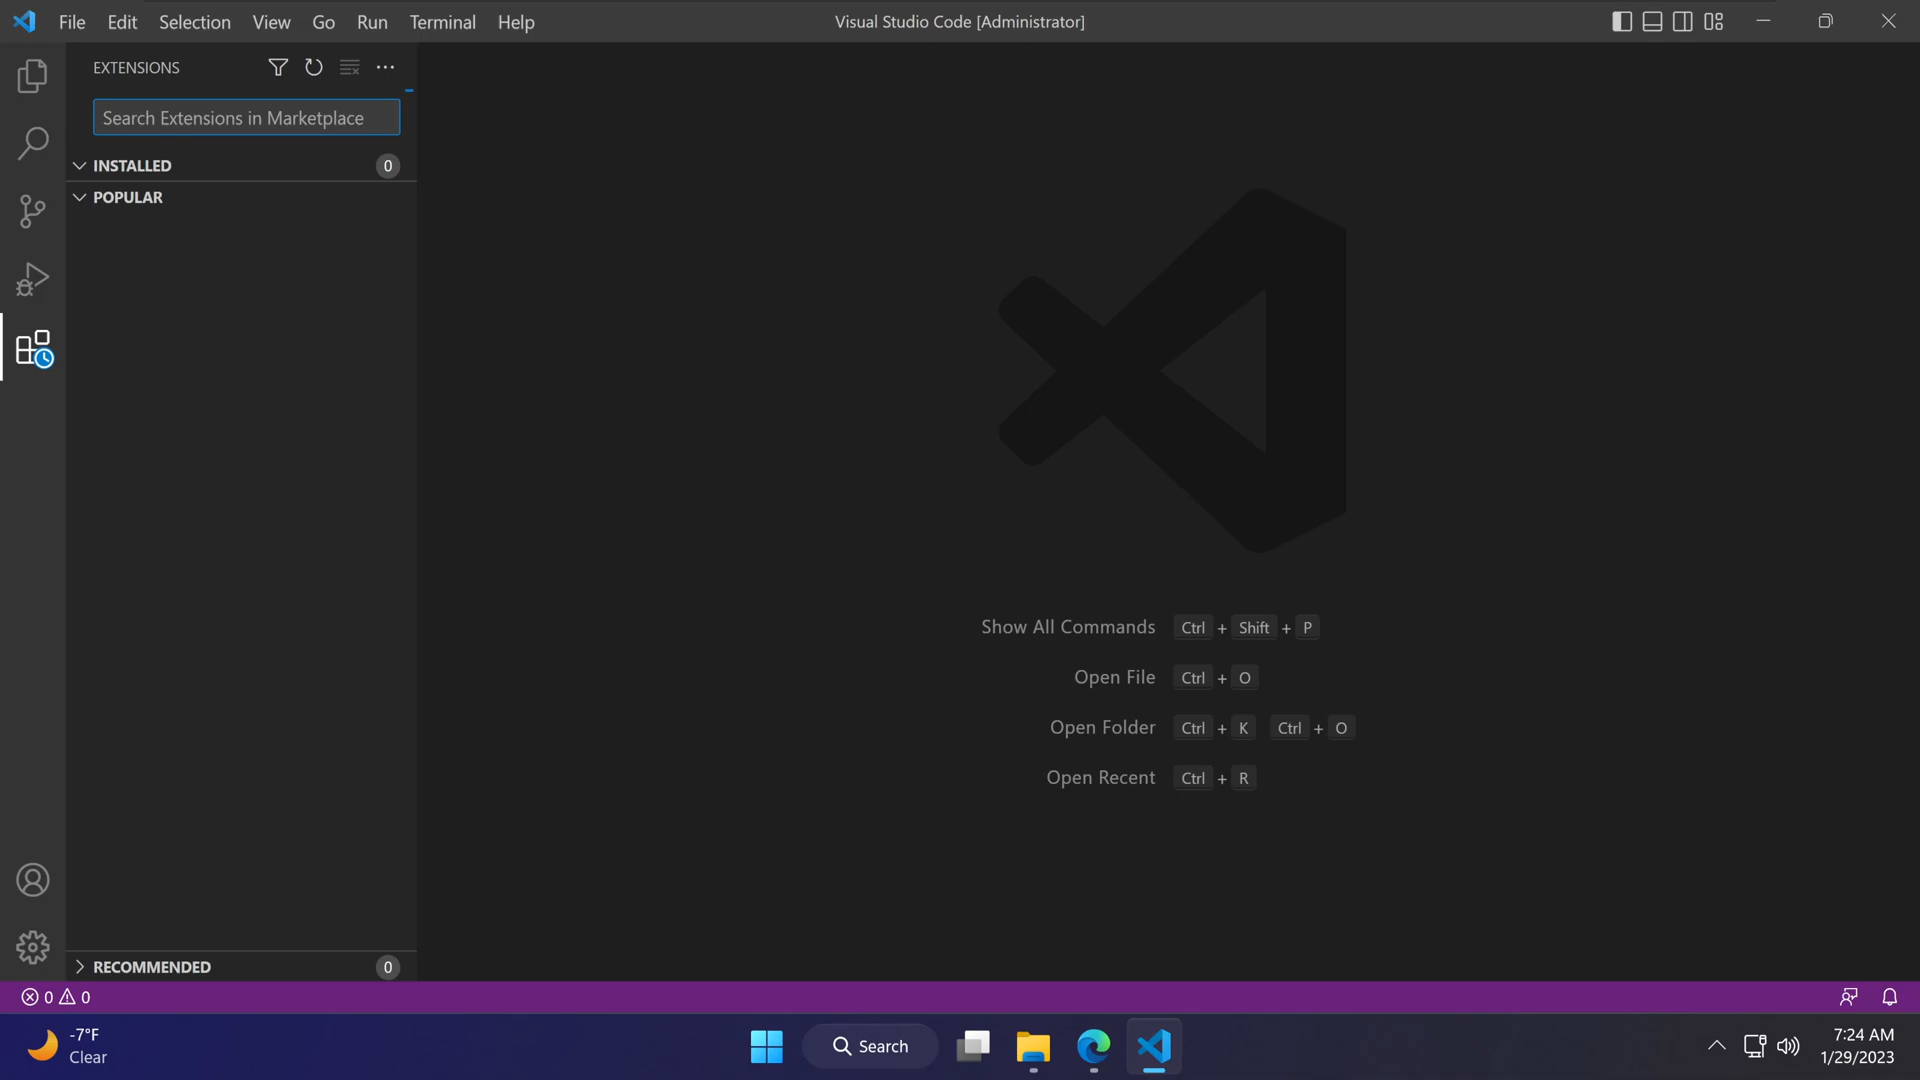 File Edit Selection View Go Run Terminal Help
Visual Studio Code [Administrator]
EXTENSIONS
Search Extensions in Marketplace
INSTALLED 0
POPULAR
Show All Commands Ctrl + Shift + P
Open File Ctrl + O
Open Folder Ctrl + K Ctrl + O
Open Recent Ctrl + R
RECOMMENDED 0
0 0
-7°F
Clear
Search
7:24 AM
1/29/2023